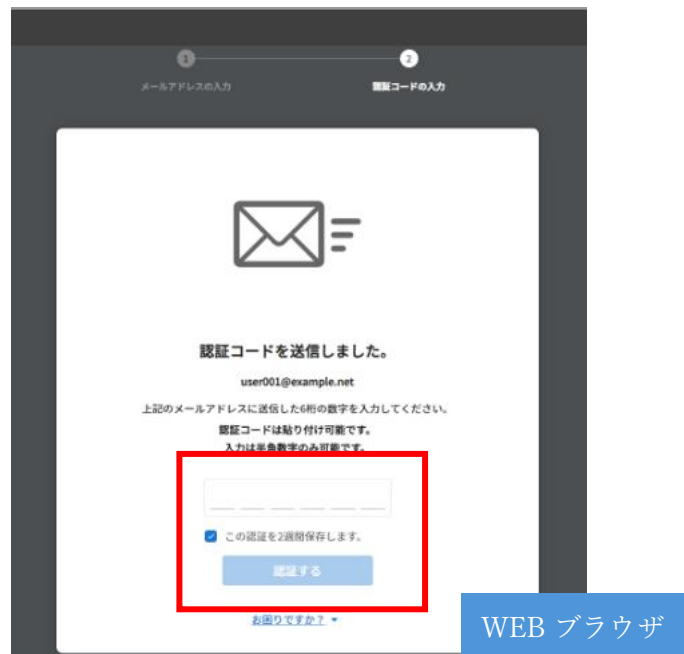 1
2
メールアドレスの入力
認証コードの入力
認証コードを送信しました。
user001@example.net
上記のメールアドレスに送信した6桁の数字を入力してください。
認証コードは貼り付け可能です。
入力は半角数字のみ可能です。
この認証を2週間保存します。
認証する
お困りですか？
WEB ブラウザ